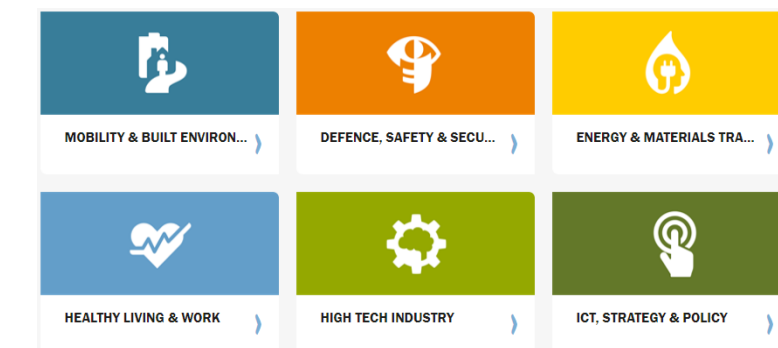 MOBILITY & BUILT ENVIRON...
DEFENCE, SAFETY & SECU...
ENERGY & MATERIALS TRA...
HEALTHY LIVING & WORK
HIGH TECH INDUSTRY
ICT, STRATEGY & POLICY